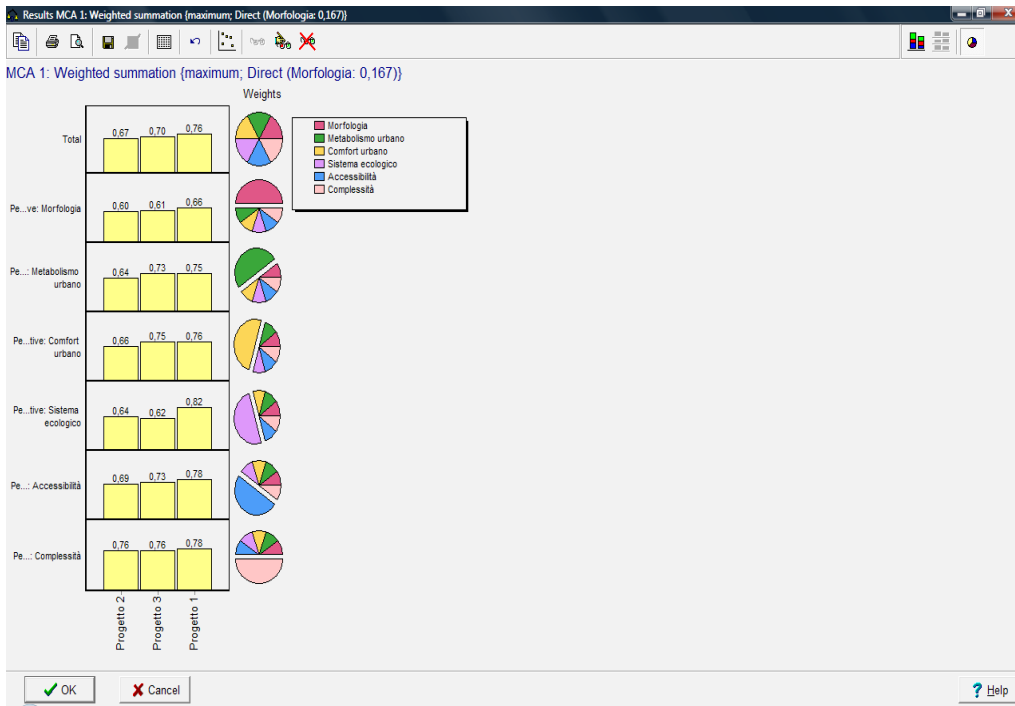 Results MCA 1: Weighted summation {maximum; Direct (Morfologia: 0,167)}
MCA 1: Weighted summation {maximum; Direct (Morfologia: 0,167)}
Weights
Morfologia
Metabolismo urbano
Comfort urbano
Sistema ecologico
Accessibilità
Complessità
Total
0,67 0,70 0,76
Pe...ve: Morfologia
0,60 0,61 0,66
Pe...: Metabolismo
urbano
0,64 0,73 0,75
Pe...tive: Comfort
urbano
0,66 0,75 0,76
Pe...tive: Sistema
ecologico
0,64 0,62 0,82
Pe...: Accessibilità
0,69 0,73 0,78
Pe...: Complessità
0,76 0,76 0,78
Progetto 2
Progetto 3
Progetto 1
OK
Cancel
? Help